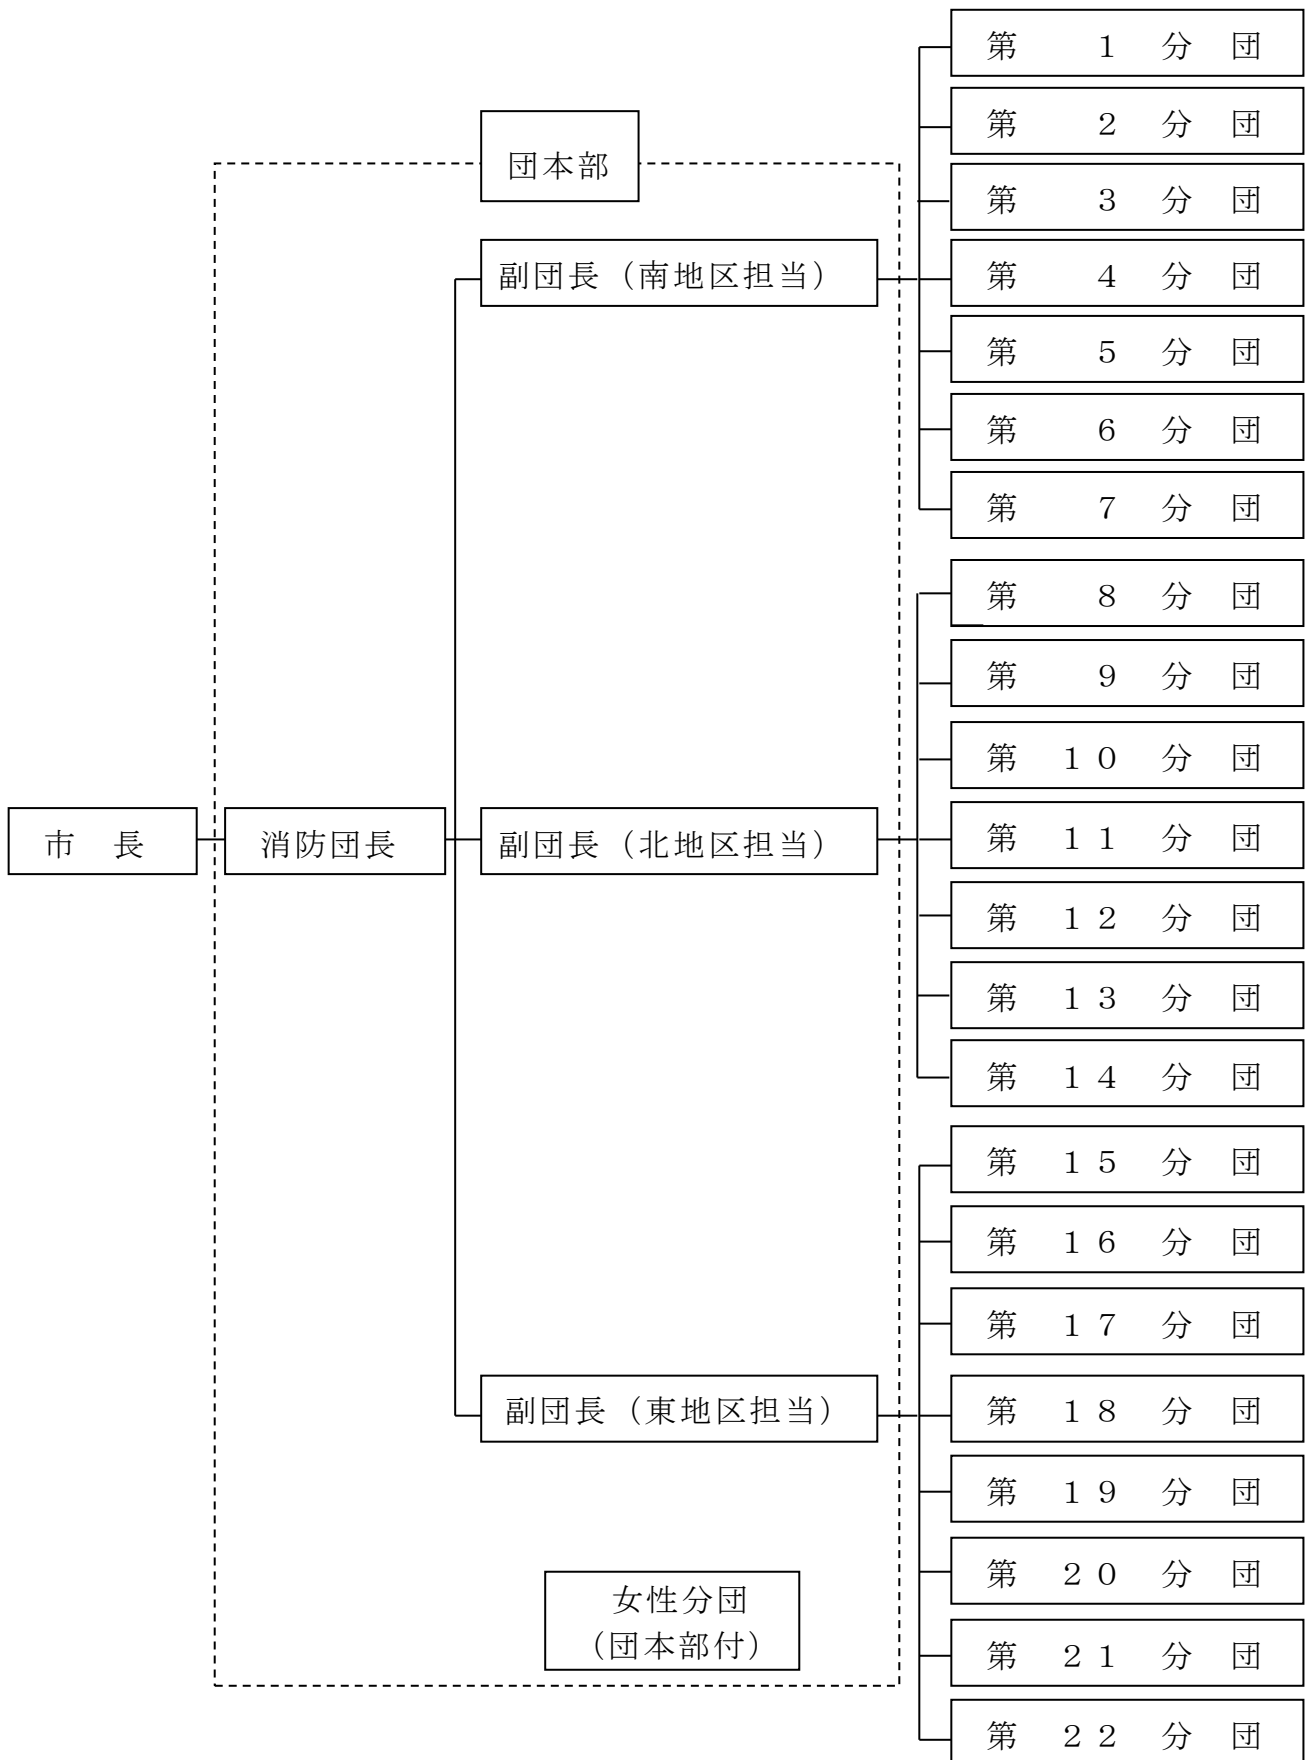 団本部
市　長
消防団長
副団長（南地区担当）
副団長（北地区担当）
副団長（東地区担当）
女性分団
（団本部付）
第　１　分　団
第　２　分　団
第　３　分　団
第　４　分　団
第　５　分　団
第　６　分　団
第　７　分　団
第　８　分　団
第　９　分　団
第　１０　分　団
第　１１　分　団
第　１２　分　団
第　１３　分　団
第　１４　分　団
第　１５　分　団
第　１６　分　団
第　１７　分　団
第　１８　分　団
第　１９　分　団
第　２０　分　団
第　２１　分　団
第　２２　分　団